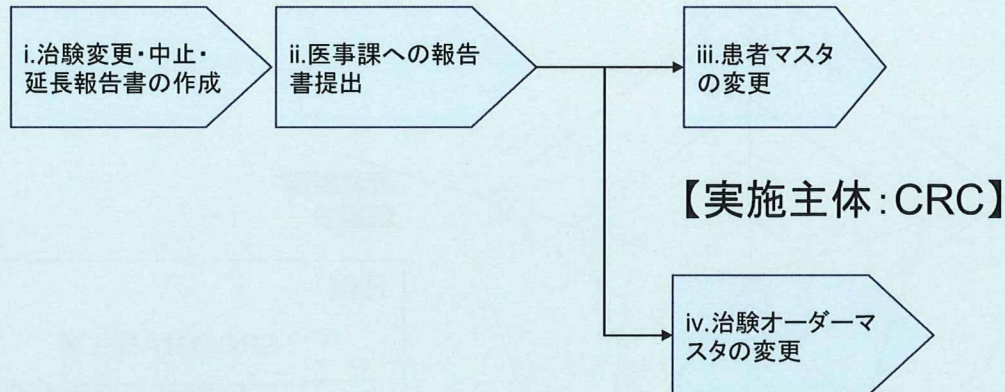 i.治験変更・中止・
延長報告書の作成
ii.医事課への報告
書提出
iii.患者マスタ
の変更
【実施主体:CRC】
iv.治験オーダーマ
スタの変更